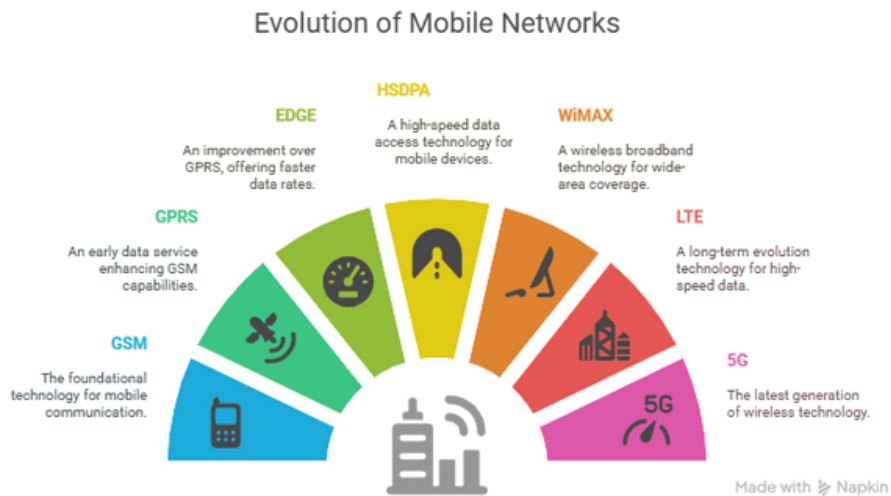 Evolution of Mobile Networks
HSDPA
A high-speed data
access technology for
mobile devices.
EDGE
An improvement over
GPRS, offering faster
data rates.
WiMAX
A wireless broadband
technology for wide-
area coverage.
GPRS
An early data service
enhancing GSM
capabilities.
LTE
A long-term evolution
technology for high-
speed data.
GSM
The foundational
technology for mobile
communication.
5G
The latest generation
of wireless technology.
5G
Made with Napkin